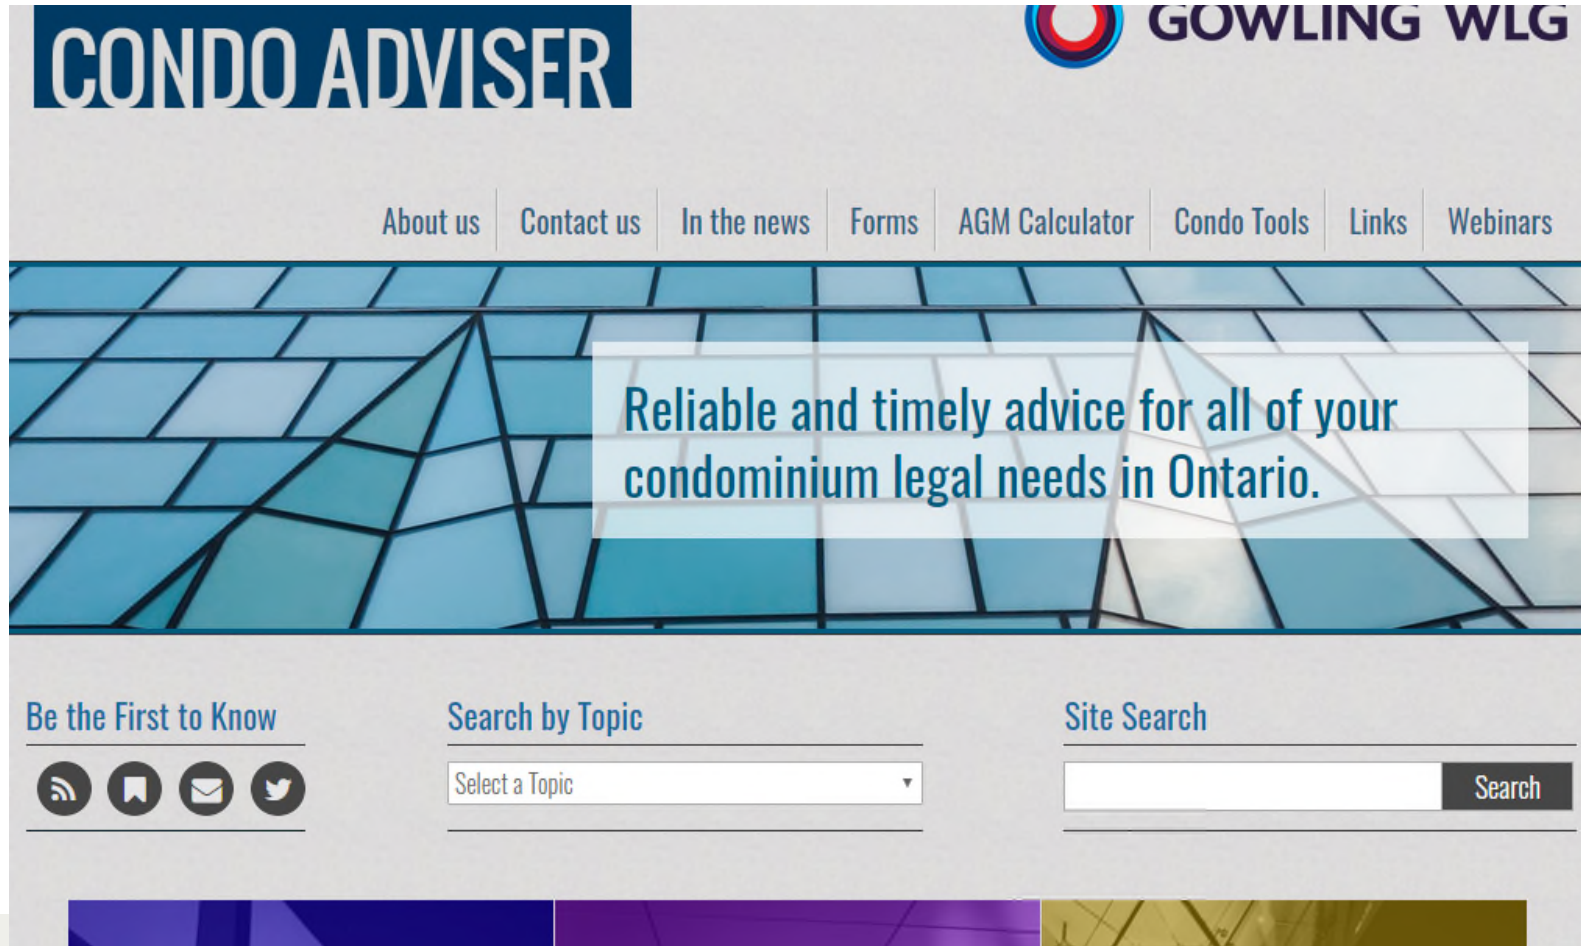 CONDO ADVISER
GOWLING WLG
About us
Contact us
In the news
Forms
AGM Calculator
Condo Tools
Links
Webinars
Reliable and timely advice for all of your
condominium legal needs in Ontario.
Be the First to Know
Search by Topic
Site Search
Select a Topic
Search